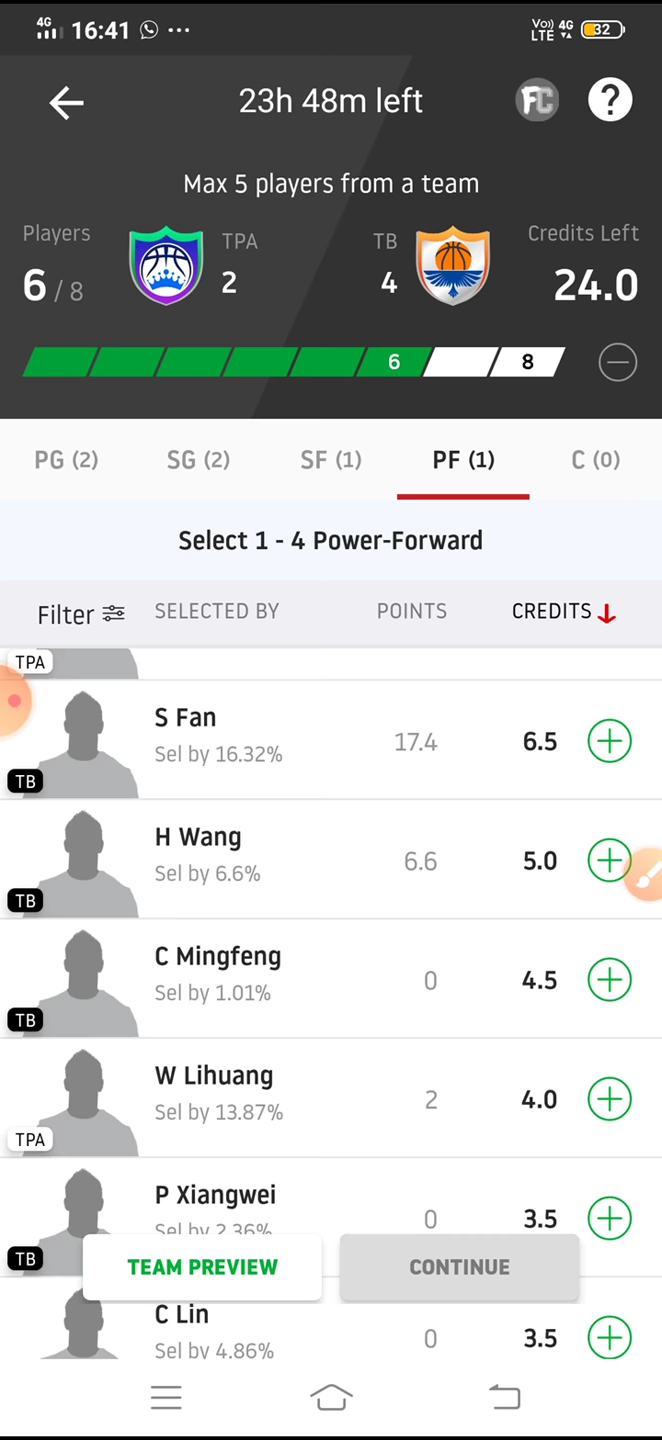 4G 16:41 ... Vo)) LTE 4G 32
23h 48m left FC ?
Max 5 players from a team
Players TPA TB Credits Left
6 / 8 2 4 24.0
6 8
PG (2) SG (2) SF (1) PF (1) C (0)
Select 1 - 4 Power-Forward
Filter SELECTED BY POINTS CREDITS
TPA
S Fan
Sel by 16.32% 17.4 6.5
TB
H Wang
Sel by 6.6% 6.6 5.0
TB
C Mingfeng
Sel by 1.01% 0 4.5
TB
W Lihuang
Sel by 13.87% 2 4.0
TPA
P Xiangwei
Sel by 2.36% 0 3.5
TB
TEAM PREVIEW CONTINUE
C Lin
Sel by 4.86% 0 3.5